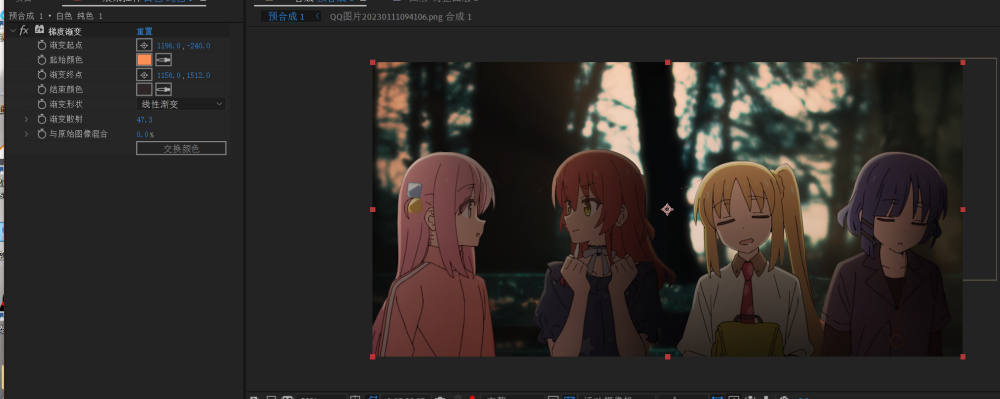 预合成 1 • 白色 纯色 1
fx 梯度渐变 重置
渐变起点 1196.0,-240.0
起始颜色
渐变终点 1156.0,1512.0
结束颜色
渐变形状 线性渐变
渐变散射 47.3
与原始图像混合 0.0%
交换颜色
预合成 1 QQ图片20230111094106.png 合成 1